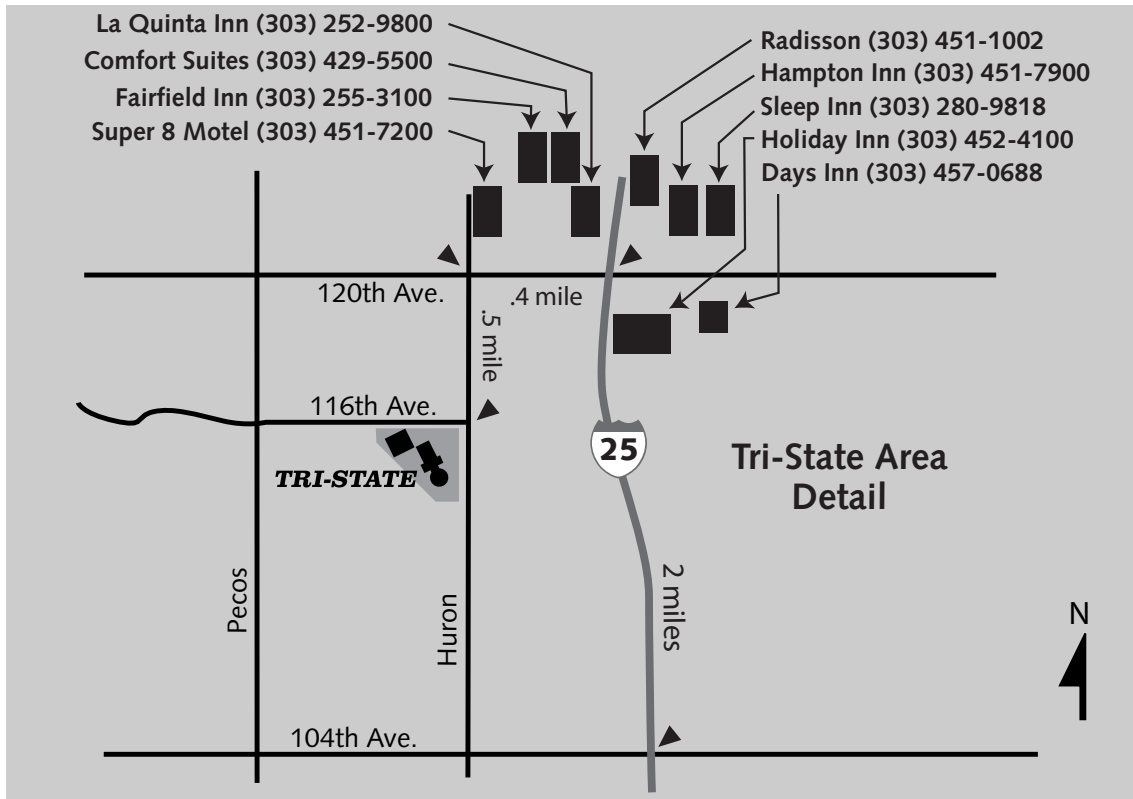 La Quinta Inn (303) 252-9800
Comfort Suites (303) 429-5500
Fairfield Inn (303) 255-3100
Super 8 Motel (303) 451-7200
Radisson (303) 451-1002
Hampton Inn (303) 451-7900
Sleep Inn (303) 280-9818
Holiday Inn (303) 452-4100
Days Inn (303) 457-0688
120th Ave.
.4 mile
.5 mile
116th Ave.
TRI-STATE
25
Tri-State Area
Detail
Pecos
Huron
2 miles
N
104th Ave.